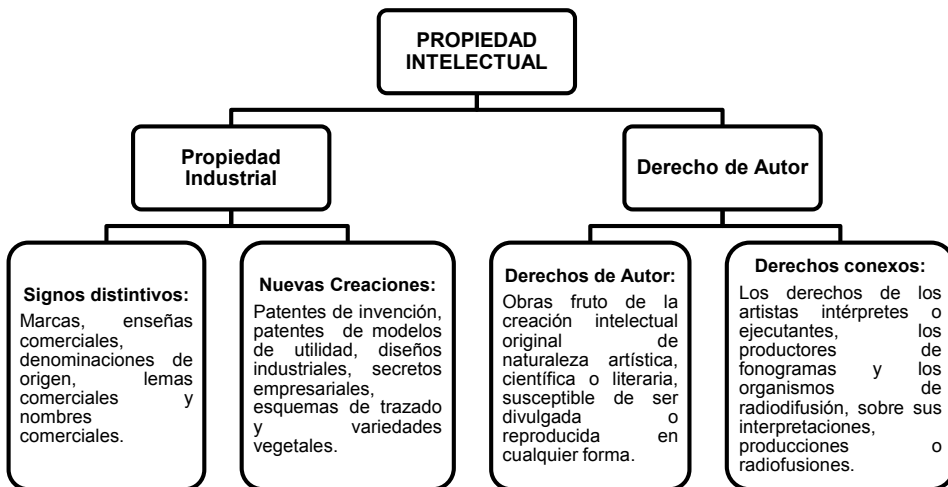 PROPIEDAD
INTELECTUAL
Propiedad
Industrial
Derecho de Autor
Signos distintivos:
Marcas, enseñas
comerciales,
denominaciones de
origen, lemas
comerciales y
nombres
comerciales.
Nuevas Creaciones:
Patentes de invención,
patentes de modelos
de utilidad, diseños
industriales, secretos
empresariales,
esquemas de trazado
y variedades
vegetales.
Derechos de Autor:
Obras fruto de la
creación intelectual
original de
naturaleza artística,
científica o literaria,
susceptible de ser
divulgada o
reproducida en
cualquier forma.
Derechos conexos:
Los derechos de los
artistas intérpretes o
ejecutantes, los
productores de
fonogramas y los
organismos de
radiodifusión, sobre sus
interpretaciones,
producciones o
radiofusiones.